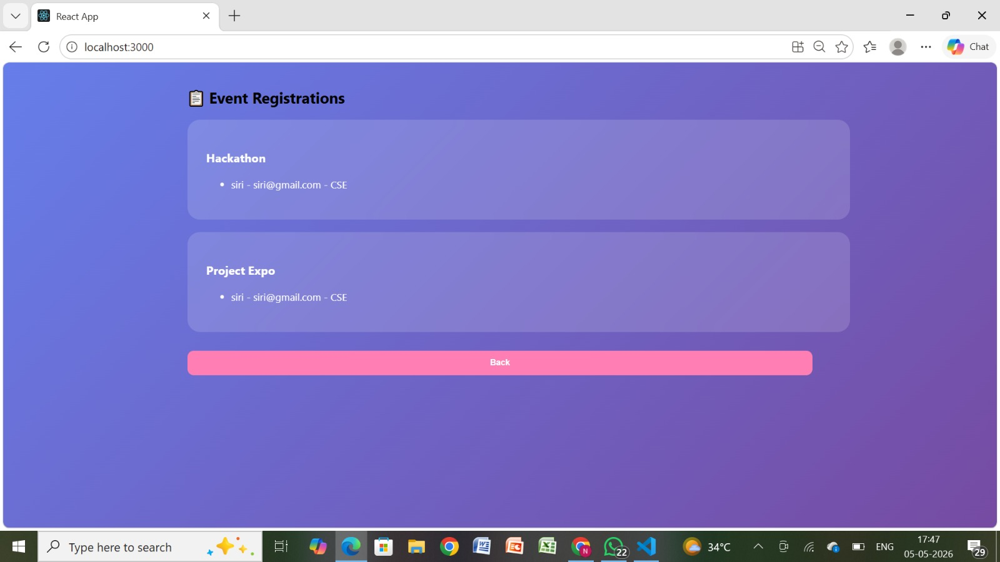 React App
localhost:3000
Chat
📋 Event Registrations
Hackathon
• siri - siri@gmail.com - CSE
Project Expo
• siri - siri@gmail.com - CSE
Back
Type here to search
N
22
34°C
ENG
17:47
05-05-2026
29